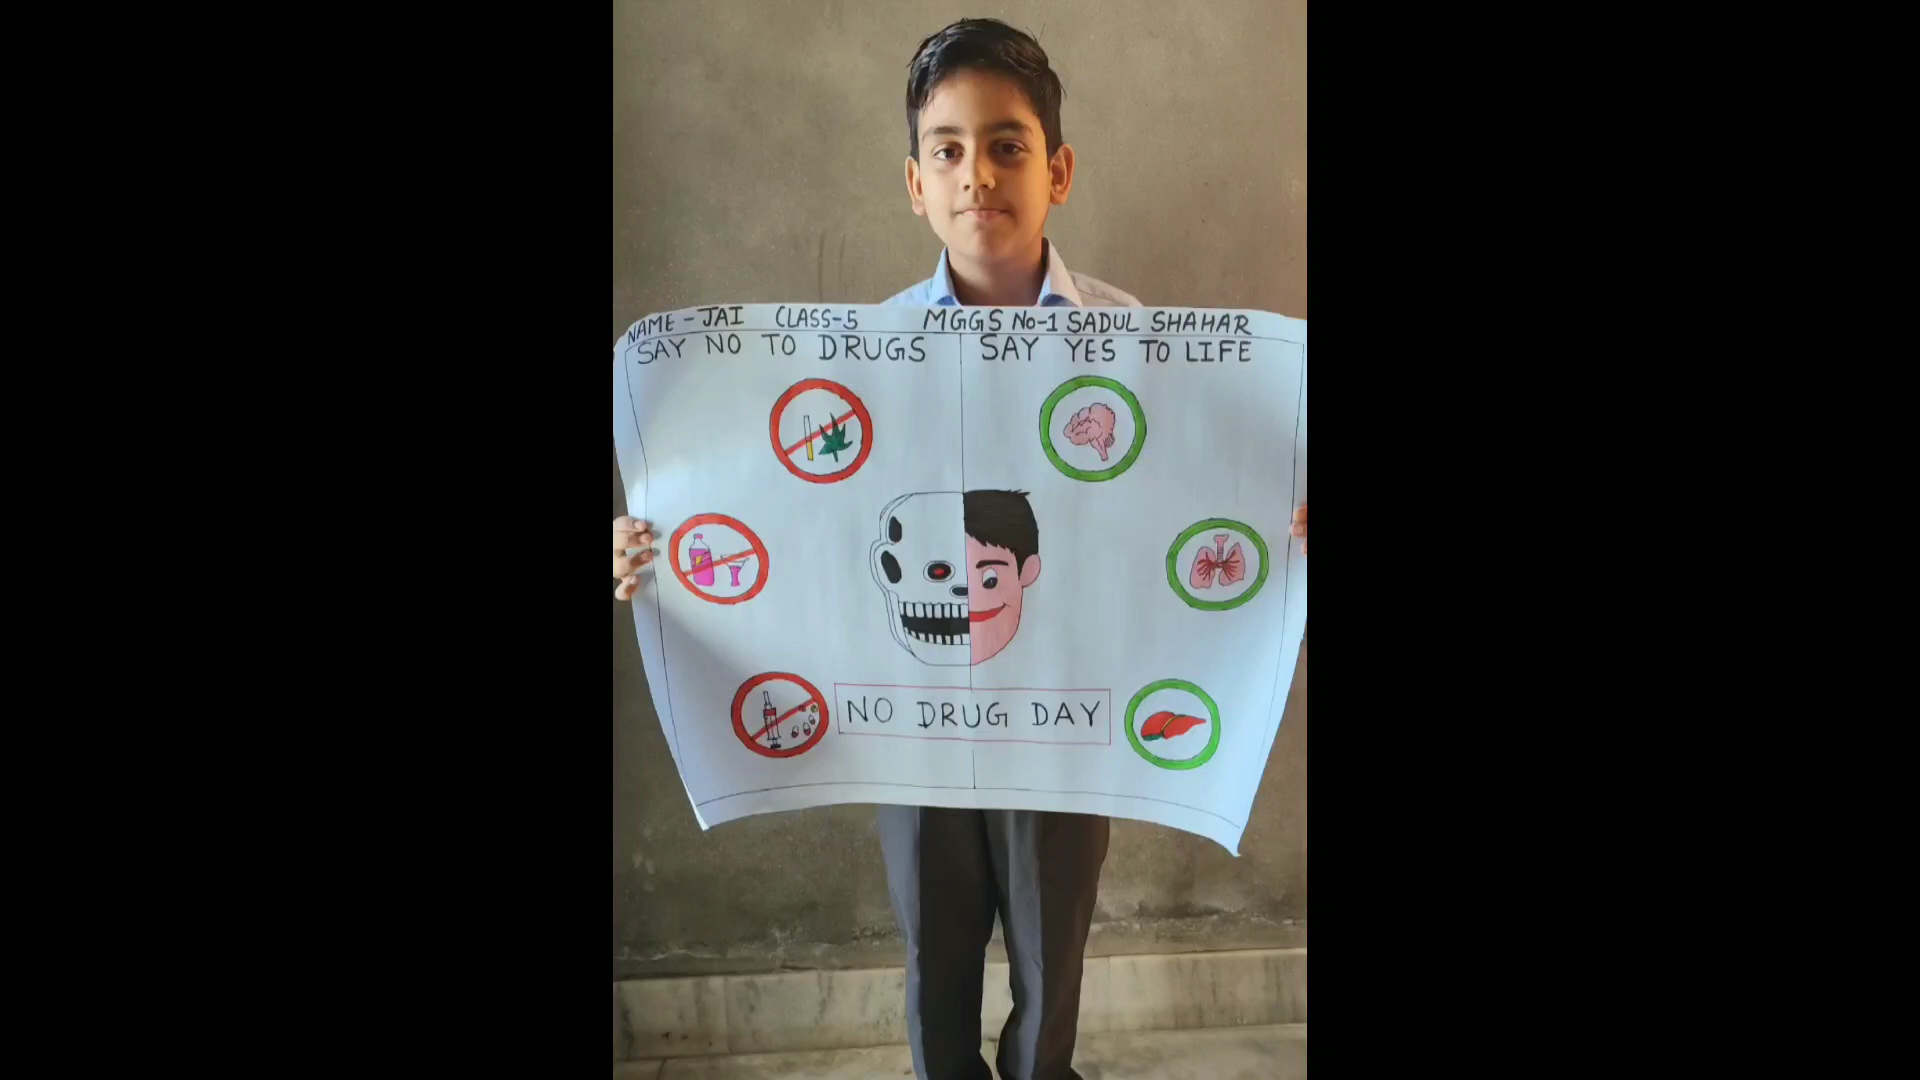 NAME - JAI CLASS-5 MGGS No-1 SADUL SHAHAR
SAY NO TO DRUGS
SAY YES TO LIFE
NO DRUG DAY